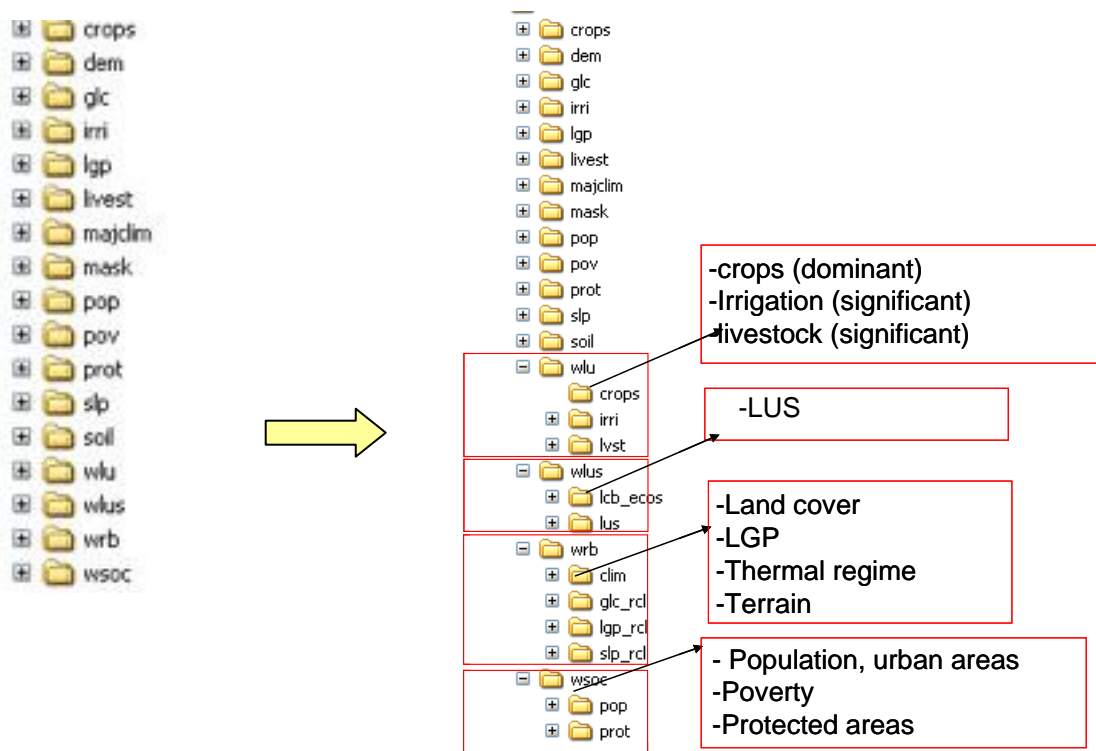 crops
dem
glc
irri
lgp
livest
majclim
mask
pop
pov
prot
slp
soil
wlu
wlus
wrb
wsoc
crops
dem
glc
irri
lgp
livest
majclim
mask
pop
pov
prot
slp
soil
wlu
crops
irri
lvst
wlus
lcb_ecos
lus
wrb
clim
glc_rcl
lgp_rcl
slp_rcl
wsoc
pop
prot
-crops (dominant)
-Irrigation (significant)
-livestock (significant)
-LUS
-Land cover
-LGP
-Thermal regime
-Terrain
- Population, urban areas
-Poverty
-Protected areas